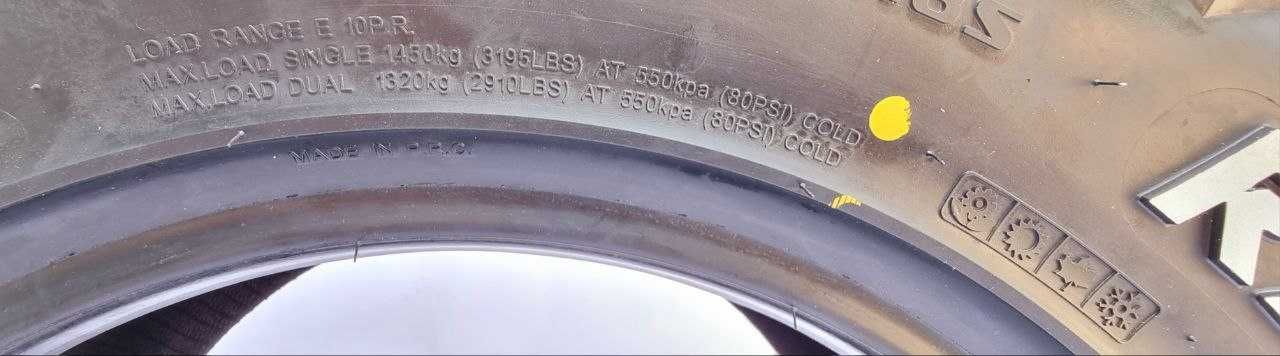 LOAD RANGE E 10P.R.
MAX.LOAD SINGLE 1450kg (3195LBS) AT 550kpa (80PSI) COLD
MAX.LOAD DUAL 1320kg (2910LBS) AT 550kpa (80PSI) COLD
MADE IN P.R.C.